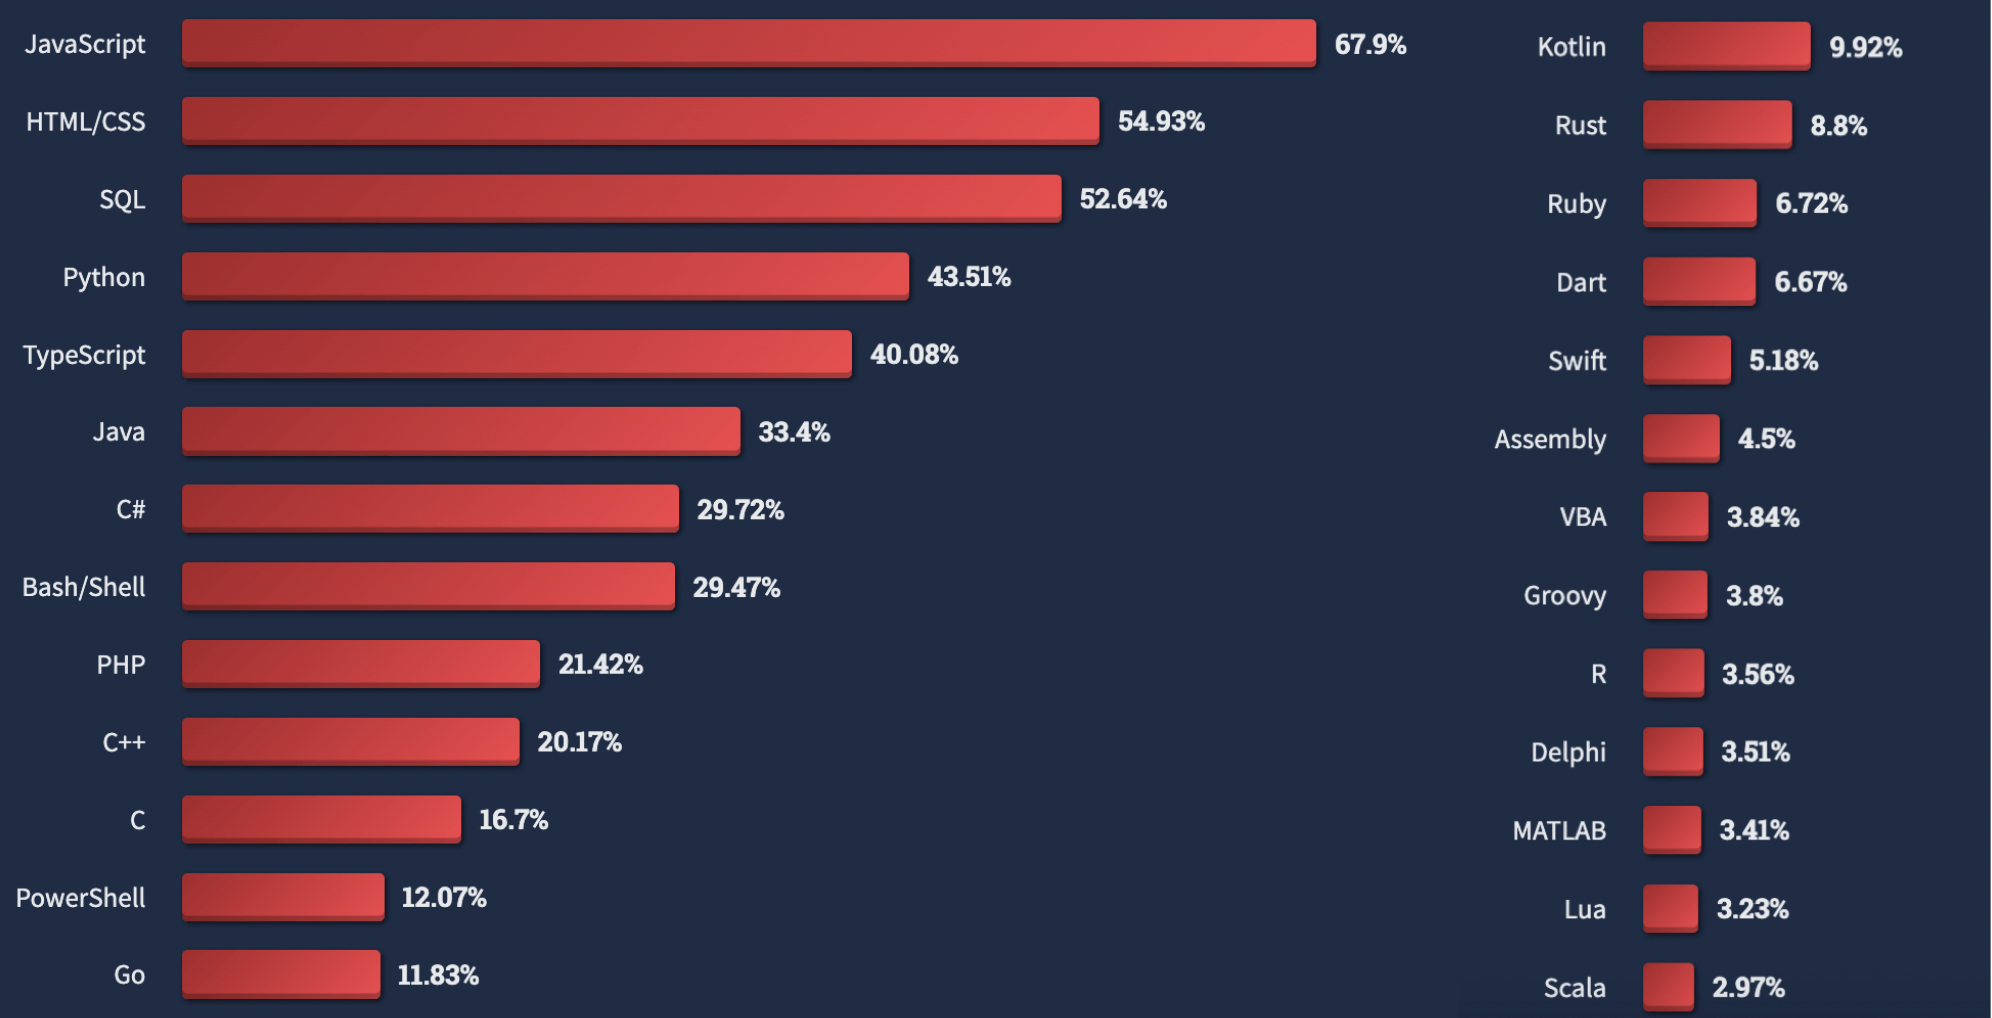 JavaScript 67.9%
HTML/CSS 54.93%
SQL 52.64%
Python 43.51%
TypeScript 40.08%
Java 33.4%
C# 29.72%
Bash/Shell 29.47%
PHP 21.42%
C++ 20.17%
C 16.7%
PowerShell 12.07%
Go 11.83%
Kotlin 9.92%
Rust 8.8%
Ruby 6.72%
Dart 6.67%
Swift 5.18%
Assembly 4.5%
VBA 3.84%
Groovy 3.8%
R 3.56%
Delphi 3.51%
MATLAB 3.41%
Lua 3.23%
Scala 2.97%